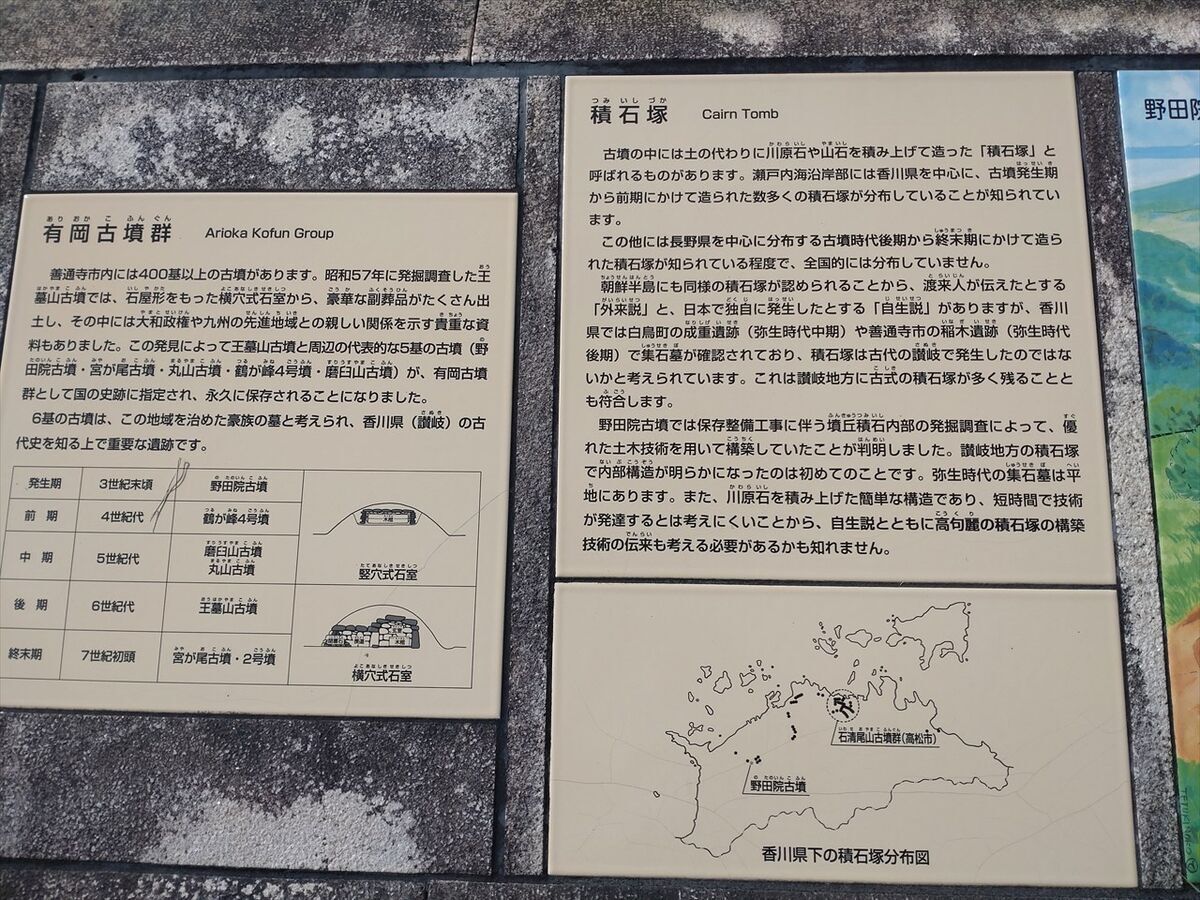 有岡古墳群 Arioka Kofun Group
善通寺市内には400基以上の古墳があります。昭和57年に発掘調査した王
墓山古墳では、石屋形をもった横穴式石室から、豪華な副葬品がたくさん出
土し、その中には大和政権や九州の先進地域との親しい関係を示す貴重な資
料もありました。この発見によって王墓山古墳と周辺の代表的な5基の古墳（野
田院古墳・宮が尾古墳・丸山古墳・鶴が峰4号墳・磨臼山古墳）が、有岡古墳
群として国の史跡に指定され、永久に保存されることになりました。
6基の古墳は、この地域を治めた豪族の墓と考えられ、香川県（讃岐）の古
代史を知る上で重要な遺跡です。
発生期 3世紀末頃 野田院古墳
前期 4世紀代 鶴が峰4号墳
中期 5世紀代 磨臼山古墳
丸山古墳
後期 6世紀代 王墓山古墳
終末期 7世紀初頭 宮が尾古墳・2号墳
竪穴式石室
横穴式石室
積石塚 Cairn Tomb
古墳の中には土の代わりに川原石や山石を積み上げて造った「積石塚」と
呼ばれるものがあります。瀬戸内海沿岸部には香川県を中心に、古墳発生期
から前期にかけて造られた数多くの積石塚が分布していることが知られてい
ます。
この他には長野県を中心に分布する古墳時代後期から終末期にかけて造ら
れた積石塚が知られている程度で、全国的には分布していません。
朝鮮半島にも同様の積石塚が認められることから、渡来人が伝えたとする
「外来説」と、日本で独自に発生したとする「自生説」がありますが、香川
県では白鳥町の成重遺跡（弥生時代中期）や善通寺市の稲木遺跡（弥生時代
後期）で集石墓が確認されており、積石塚は古代の讃岐で発生したのではな
いかと考えられています。これは讃岐地方に古式の積石塚が多く残ることと
も符合します。
野田院古墳では保存整備工事に伴う墳丘積石内部の発掘調査によって、優
れた土木技術を用いて構築していたことが判明しました。讃岐地方の積石塚
で内部構造が明らかになったのは初めてのことです。弥生時代の集石墓は平
地にあります。また、川原石を積み上げた簡単な構造であり、短時間で技術
が発達するとは考えにくいことから、自生説とともに高句麗の積石塚の構築
技術の伝来も考える必要があるかも知れません。
石清尾山古墳群（高松市）
野田院古墳
香川県下の積石塚分布図
野田院